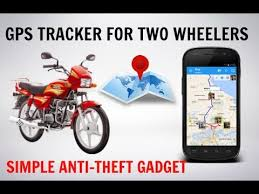 GPS TRACKER FOR TWO WHEELERS
SIMPLE ANTI-THEFT GADGET